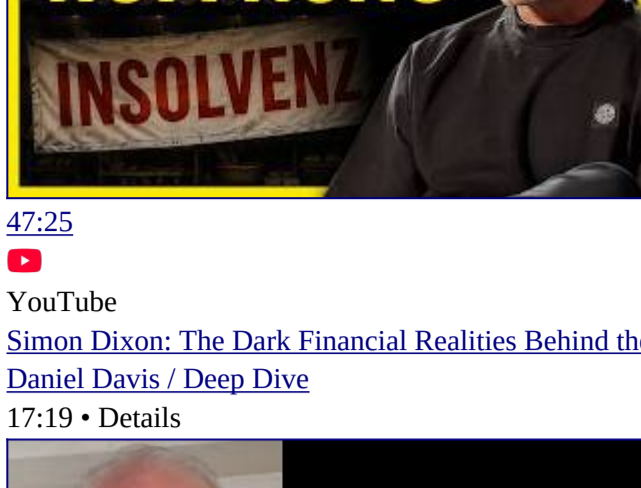 INSOLVENZ
47:25
YouTube
Simon Dixon: The Dark Financial Realities Behind the
Daniel Davis / Deep Dive
17:19 • Details